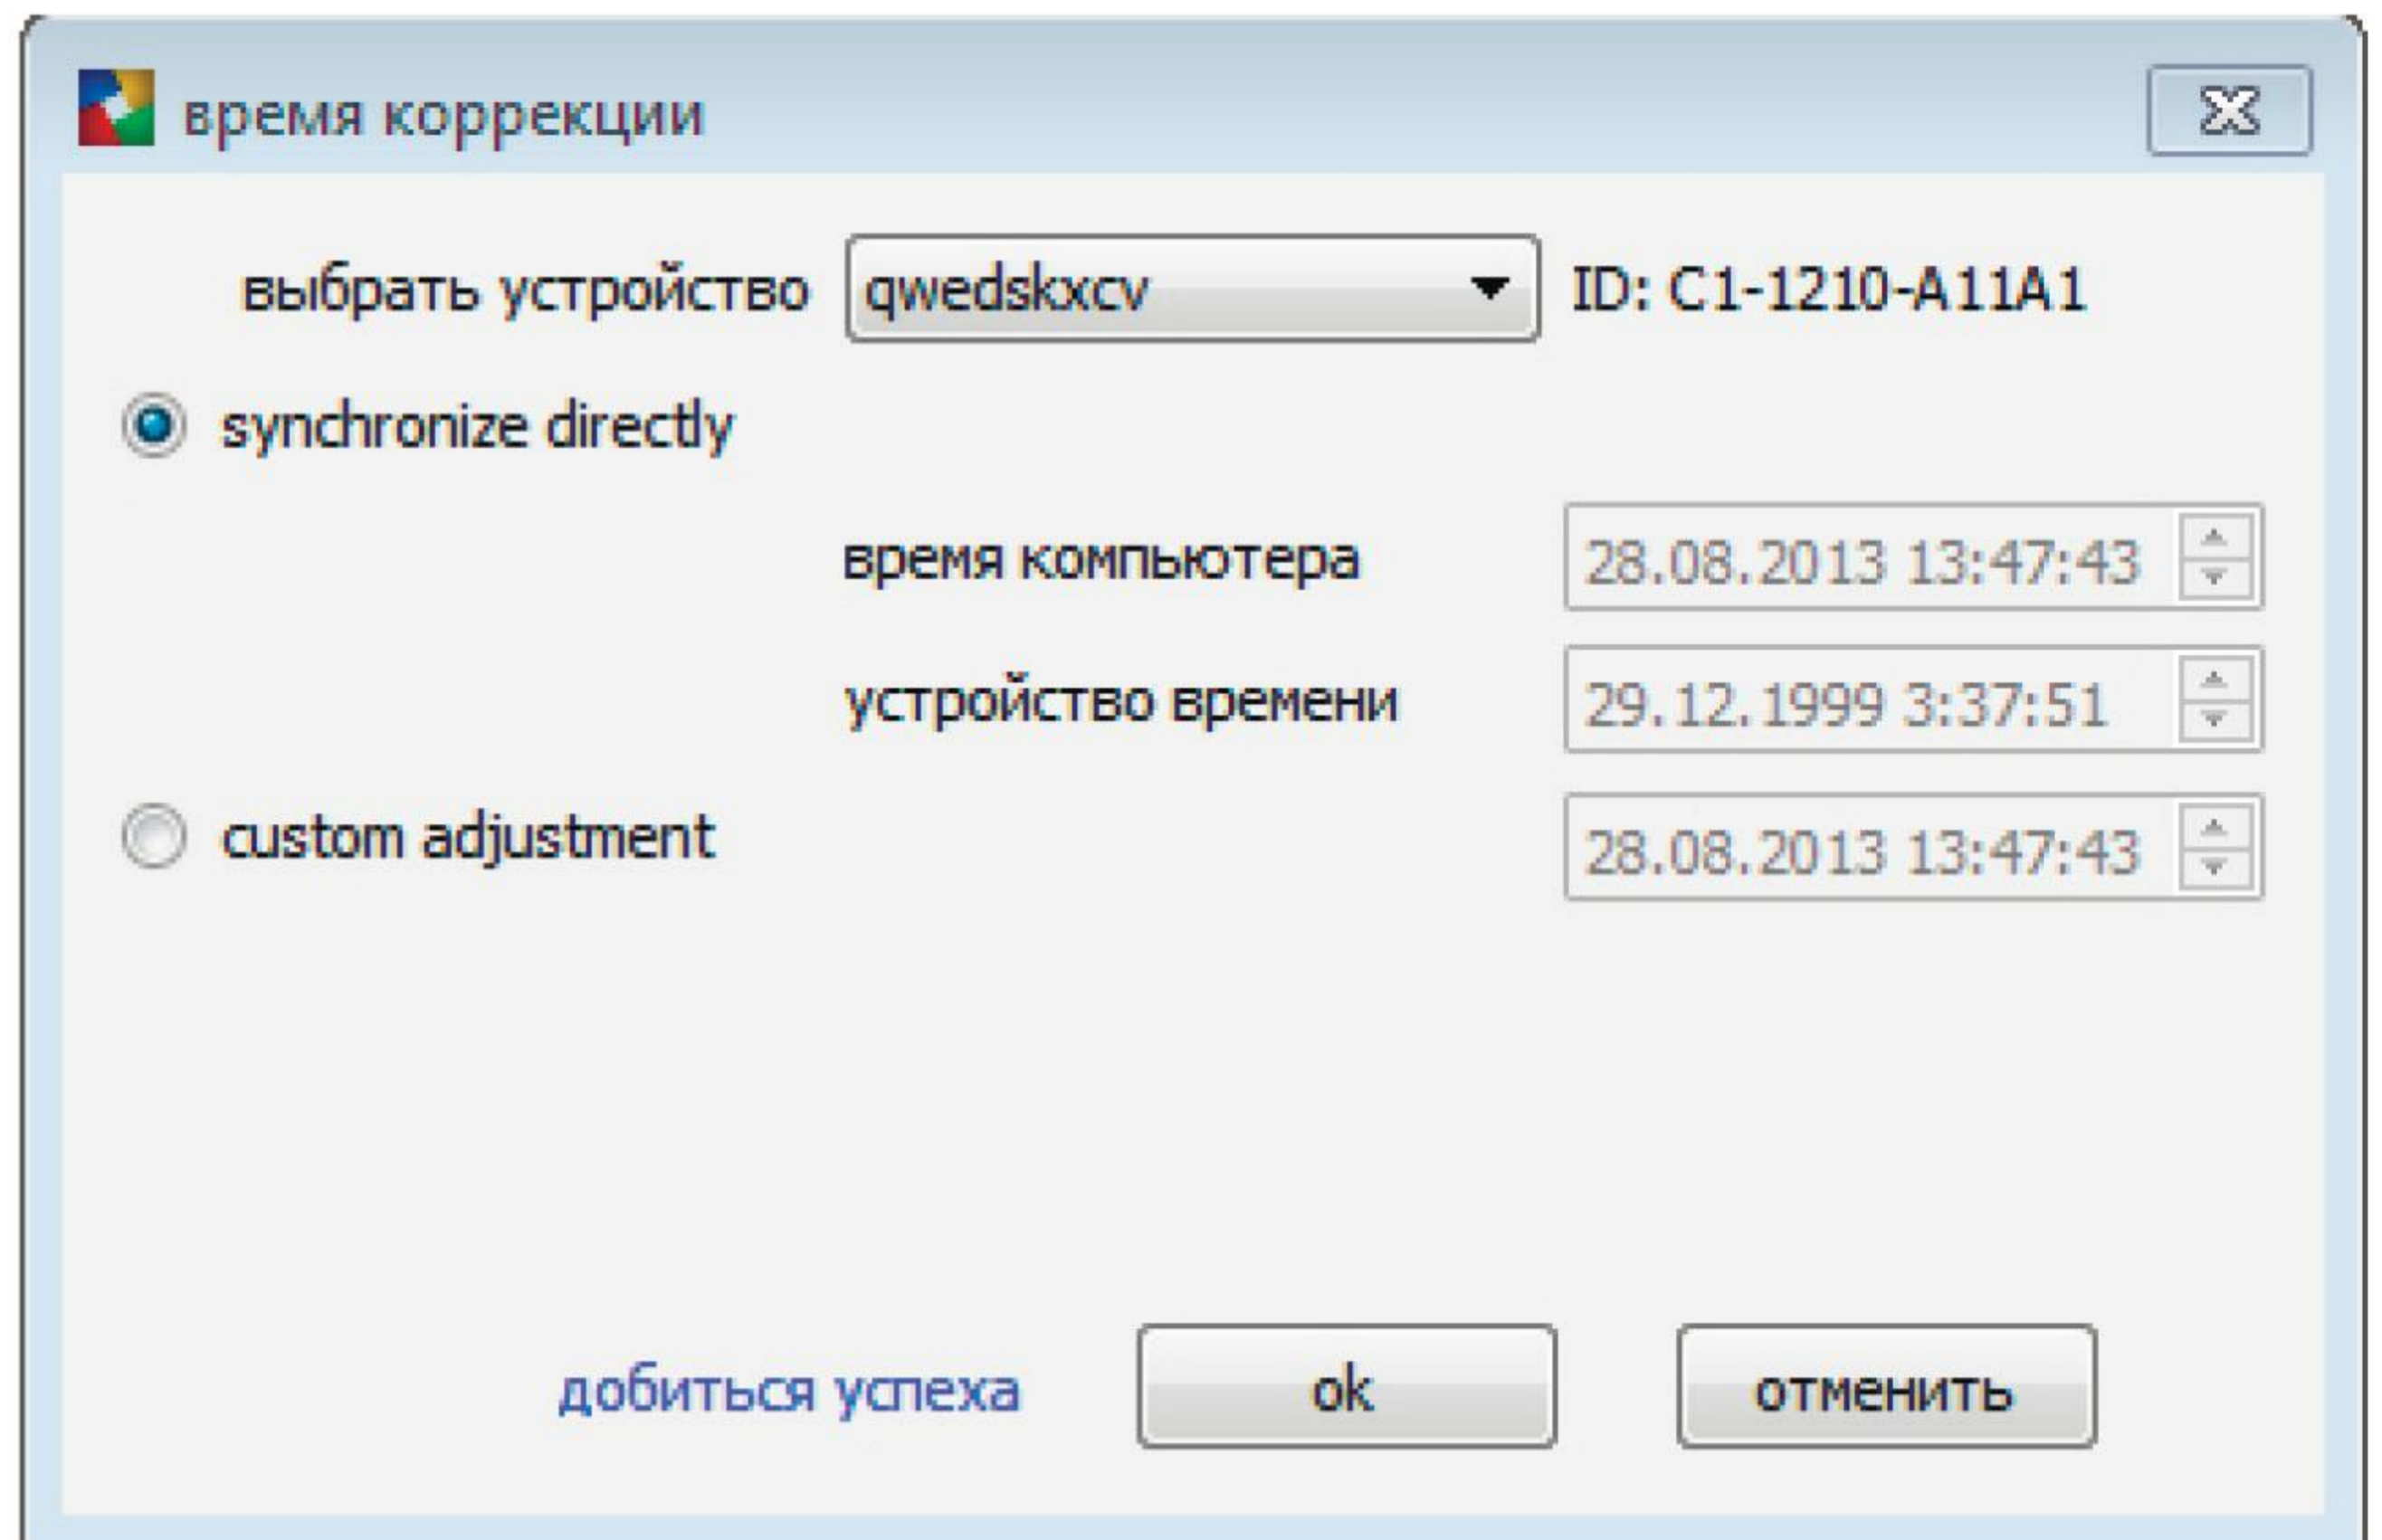 время коррекции
выбрать устройство qwedskxcv ID: C1-1210-A11A1
synchronize directly
время компьютера 28.08.2013 13:47:43
устройство времени 29.12.1999 3:37:51
custom adjustment 28.08.2013 13:47:43
добиться успеха ok отменить